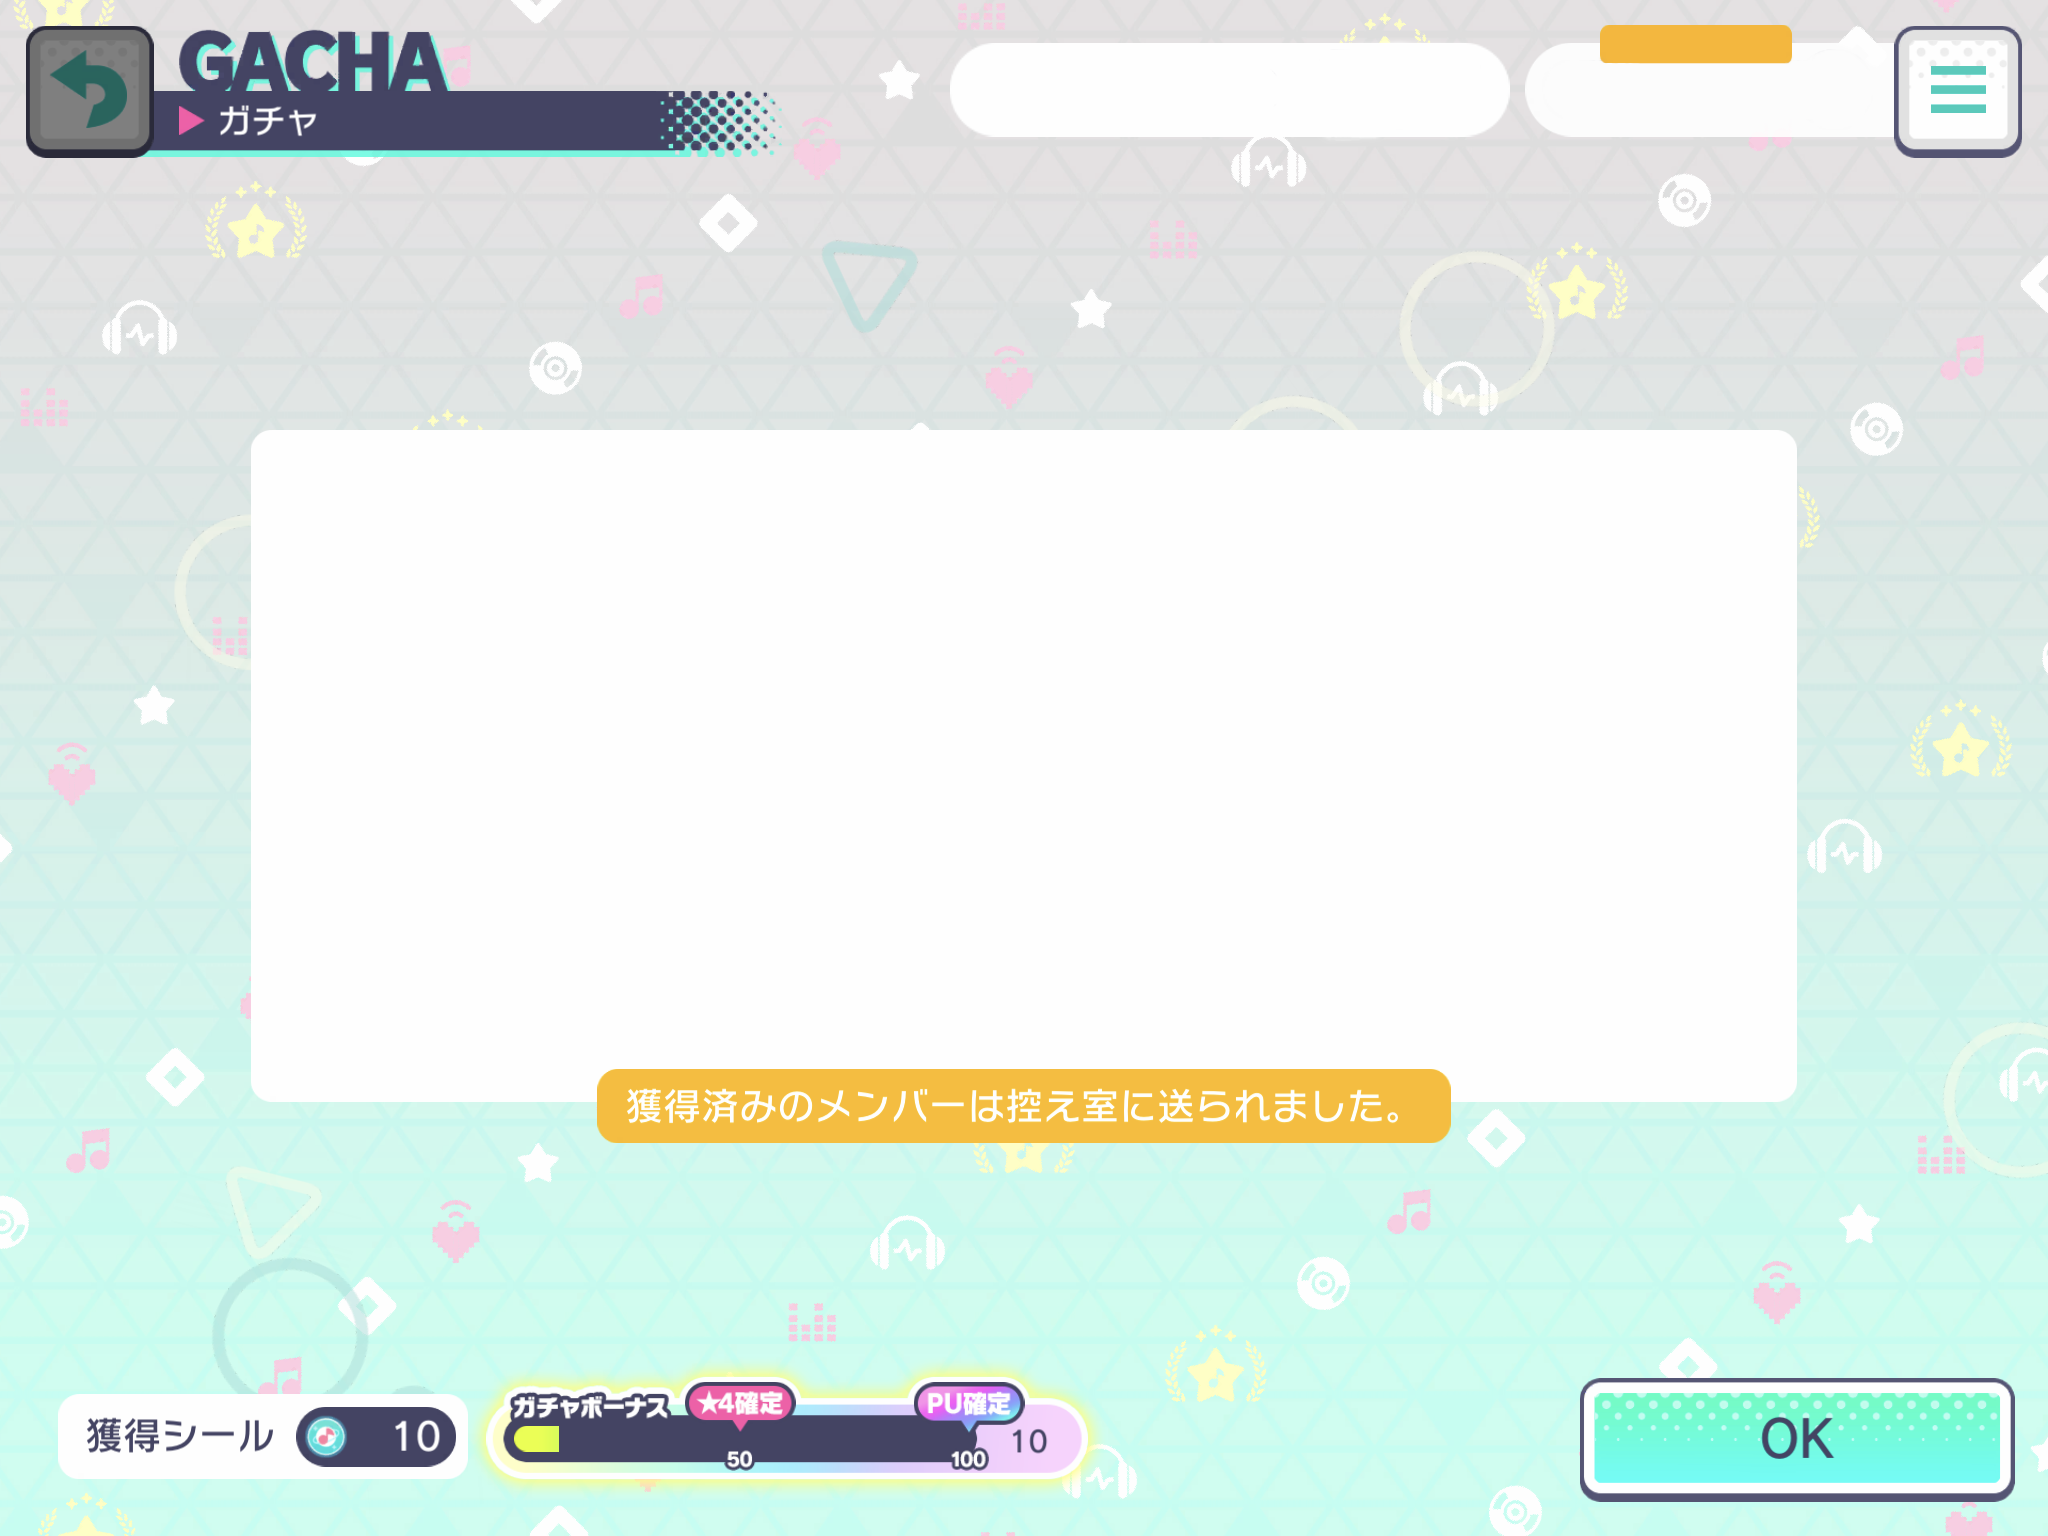 GACHA
ガチャ
獲得済みのメンバーは控え室に送られました。
獲得シール 10
ガチャボーナス ★4確定 PU確定
10
50 100
OK